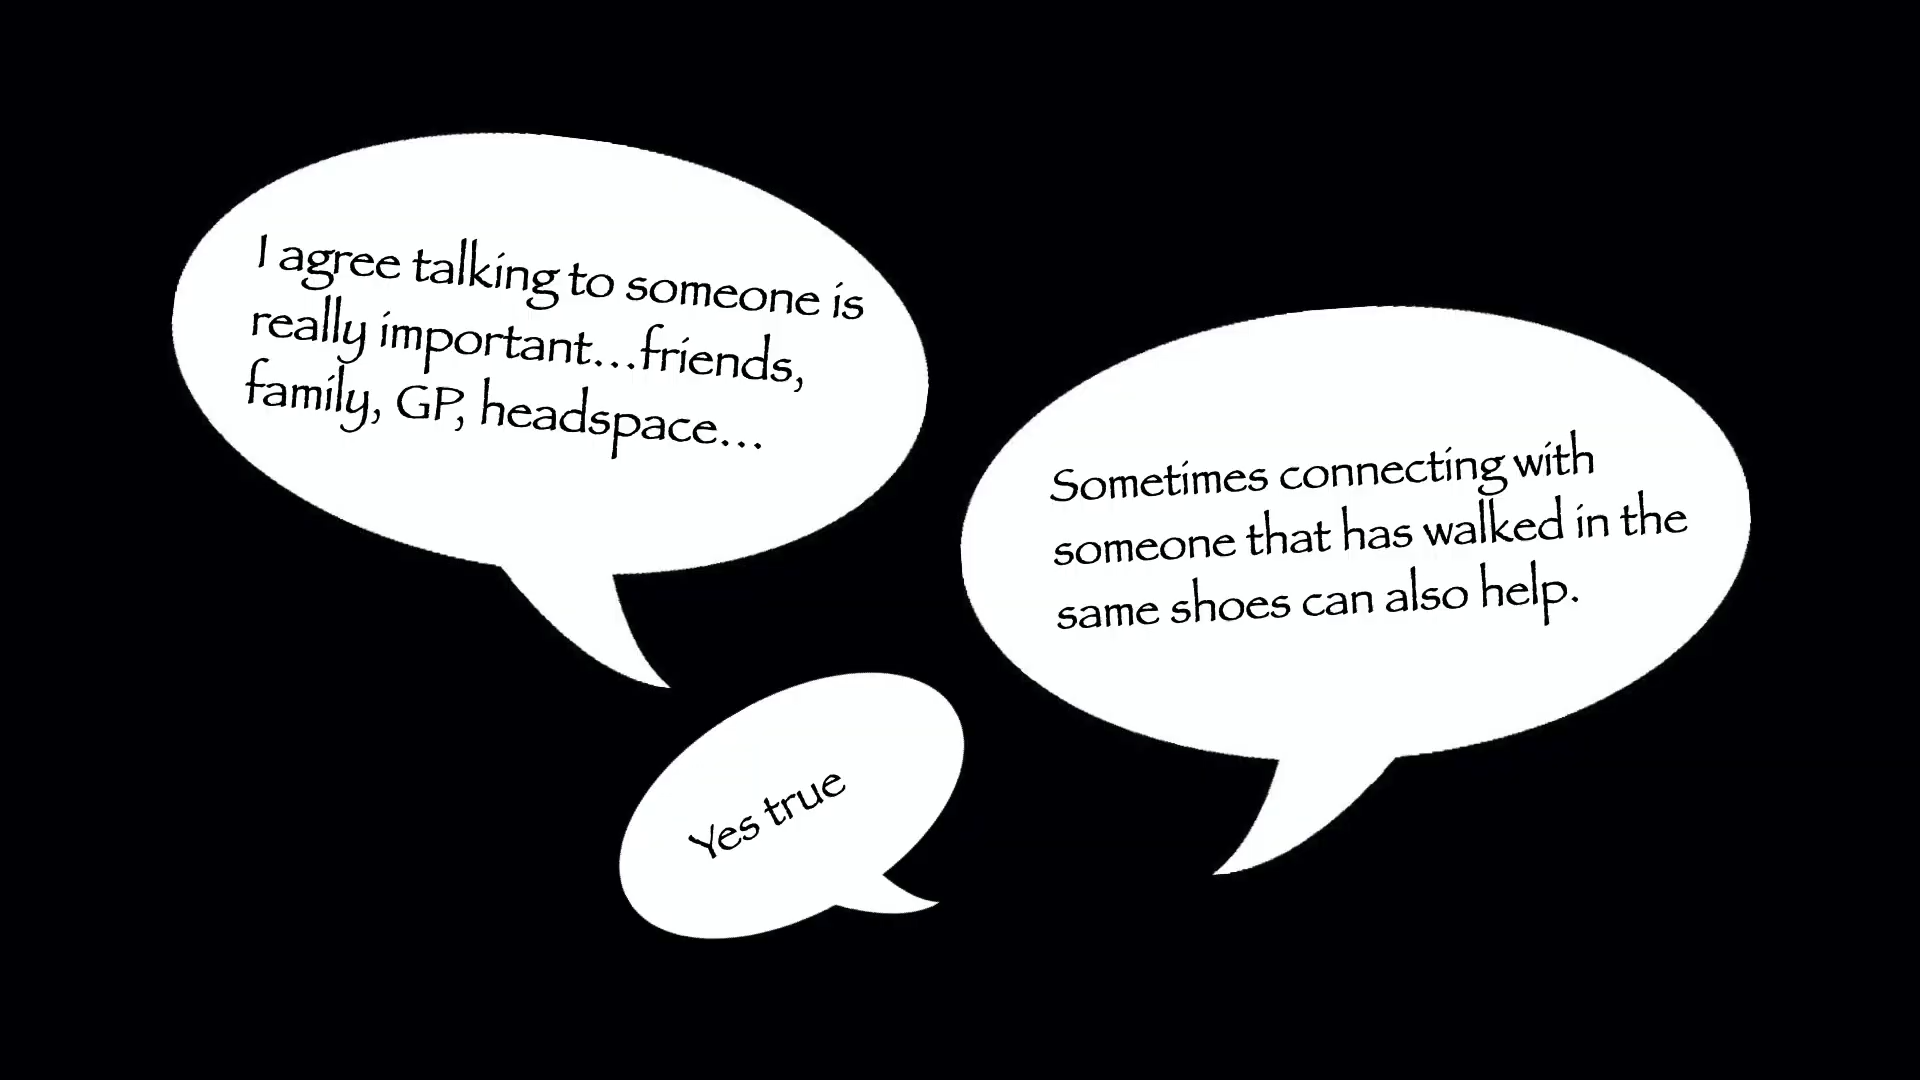 I agree talking to someone is
really important...friends,
family, GP, headspace...
Sometimes connecting with
someone that has walked in the
same shoes can also help.
Yes true